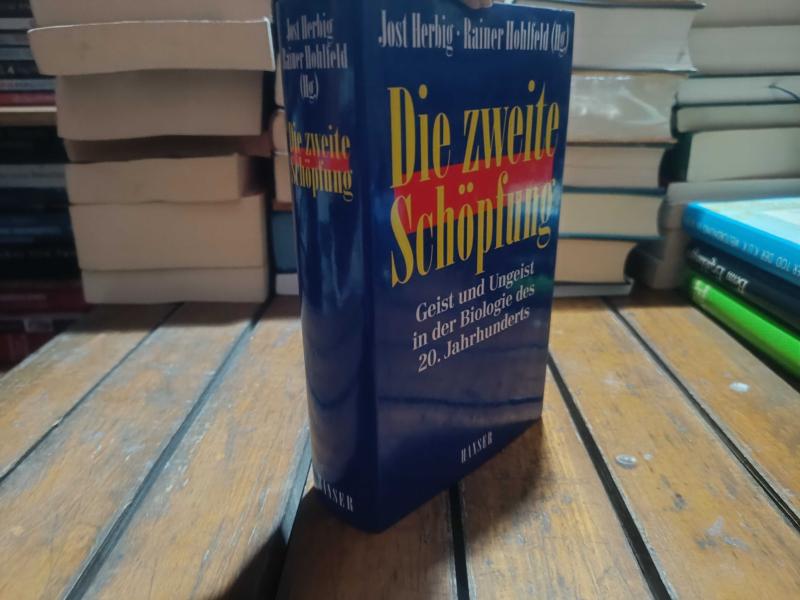 Jost Herbig
Rainer Hohlfeld
(Hg.)
Die zweite
Schöpfung
HANSER
Jost Herbig · Rainer Hohlfeld (Hg.)
Die zweite
Schöpfung
Geist und Ungeist
in der Biologie des
20. Jahrhunderts
HANSER